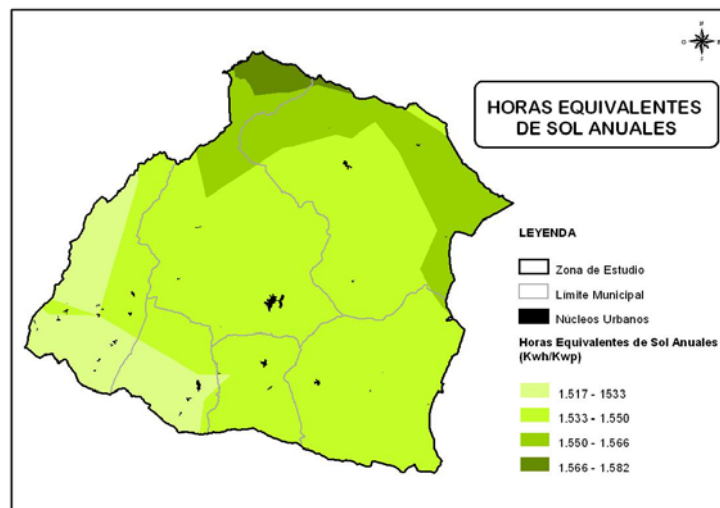 N
O
E
S
HORAS EQUIVALENTES
DE SOL ANUALES
LEYENDA
Zona de Estudio
Límite Municipal
Núcleos Urbanos
Horas Equivalentes de Sol Anuales
(Kwh/Kwp)
1.517 - 1533
1.533 - 1.550
1.550 - 1.566
1.566 - 1.582